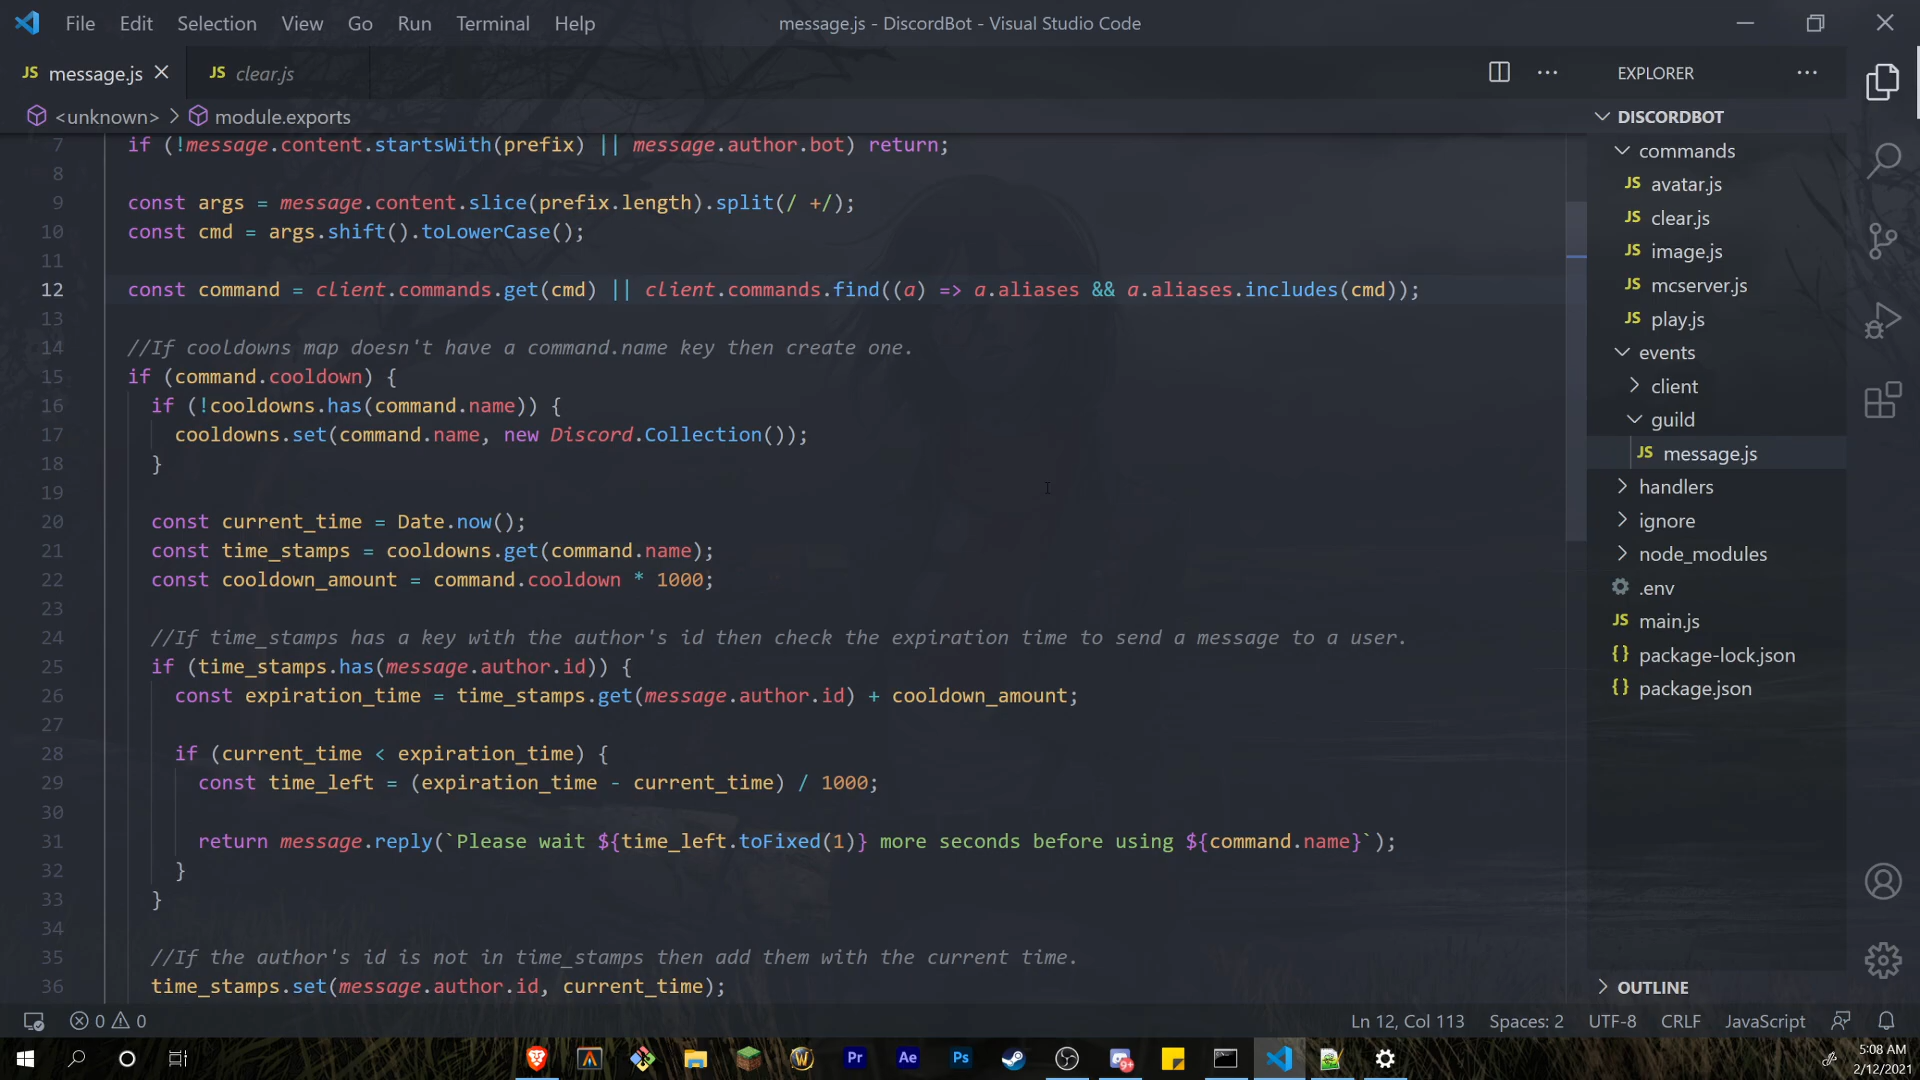 File Edit Selection View Go Run Terminal Help
message.js - DiscordBot - Visual Studio Code
JS message.js JS clear.js
<unknown> > module.exports
7 if (!message.content.startsWith(prefix) || message.author.bot) return;
8
9 const args = message.content.slice(prefix.length).split(/ +/);
10 const cmd = args.shift().toLowerCase();
11
12 const command = client.commands.get(cmd) || client.commands.find((a) => a.aliases && a.aliases.includes(cmd));
13
14 //If cooldowns map doesn't have a command.name key then create one.
15 if (command.cooldown) {
16 if (!cooldowns.has(command.name)) {
17 cooldowns.set(command.name, new Discord.Collection());
18 }
19
20 const current_time = Date.now();
21 const time_stamps = cooldowns.get(command.name);
22 const cooldown_amount = command.cooldown * 1000;
23
24 //If time_stamps has a key with the author's id then check the expiration time to send a message to a user.
25 if (time_stamps.has(message.author.id)) {
26 const expiration_time = time_stamps.get(message.author.id) + cooldown_amount;
27
28 if (current_time < expiration_time) {
29 const time_left = (expiration_time - current_time) / 1000;
30
31 return message.reply(`Please wait ${time_left.toFixed(1)} more seconds before using ${command.name}`);
32 }
33 }
34
35 //If the author's id is not in time_stamps then add them with the current time.
36 time_stamps.set(message.author.id, current_time);
EXPLORER
DISCORDBOT
commands
JS avatar.js
JS clear.js
JS image.js
JS mcserver.js
JS play.js
events
client
guild
JS message.js
handlers
ignore
node_modules
.env
JS main.js
{} package-lock.json
{} package.json
OUTLINE
0 0
Ln 12, Col 113 Spaces: 2 UTF-8 CRLF JavaScript
Pr Ae Ps 9+
5:08 AM
2/12/2021